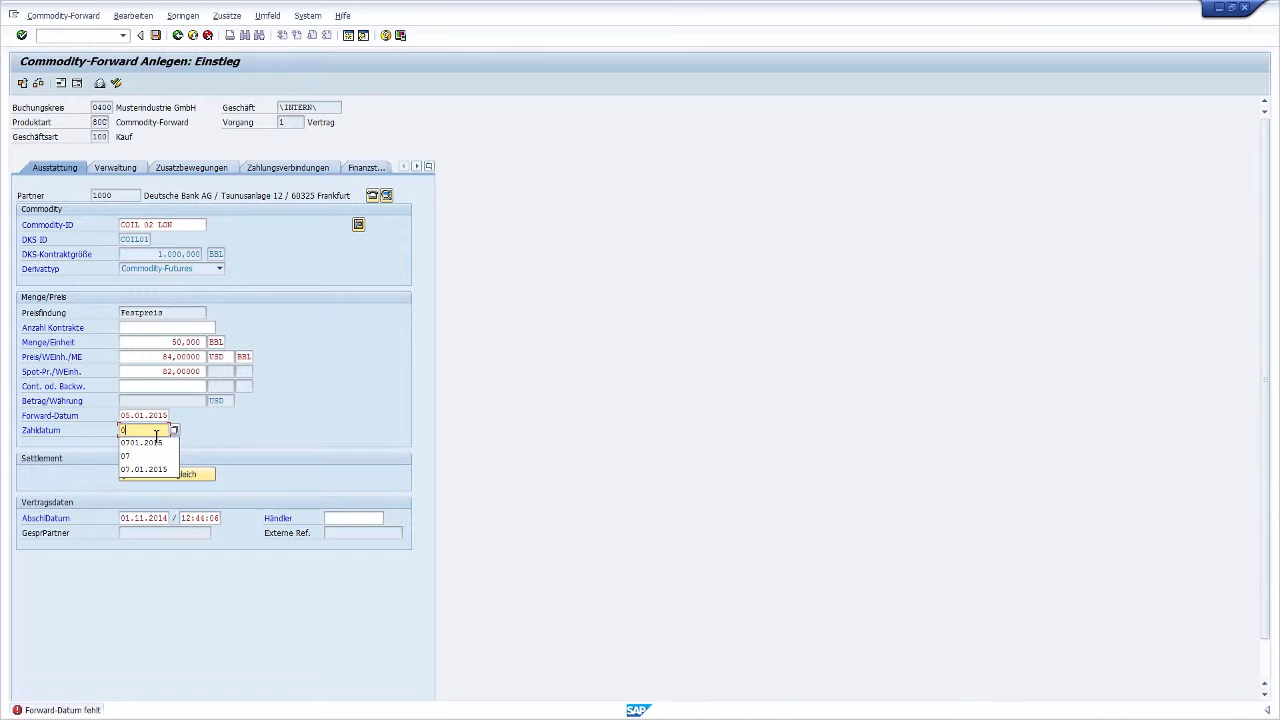 Commodity-Forward Bearbeiten Springen Zusätze Umfeld System Hilfe
Commodity-Forward Anlegen: Einstieg
Buchungskreis 0400 Musterindustrie GmbH Geschäft \INTERN\
Produktart 80C Commodity-Forward Vorgang 1 Vertrag
Geschäftsart 100 Kauf
Ausstattung Verwaltung Zusatzbewegungen Zahlungsverbindungen Finanzst...
Partner 1000 Deutsche Bank AG / Taunusanlage 12 / 60325 Frankfurt
Commodity
Commodity-ID COIL 02 LON
DKS ID COIL01
DKS-Kontraktgröße 1.000,000 BBL
Derivattyp Commodity-Futures
Menge/Preis
Preisfindung Festpreis
Anzahl Kontrakte
Menge/Einheit 50,000 BBL
Preis/WEinh./ME 84,00000 USD BBL
Spot-Pr./WEinh. 82,00000
Cont. od. Backw.
Betrag/Währung USD
Forward-Datum 05.01.2015
Zahldatum 0
0701.2015
07
07.01.2015
Settlement
leich
Vertragsdaten
AbschlDatum 01.11.2014 / 12:44:06 Händler
GesprPartner Externe Ref.
Forward-Datum fehlt
SAP